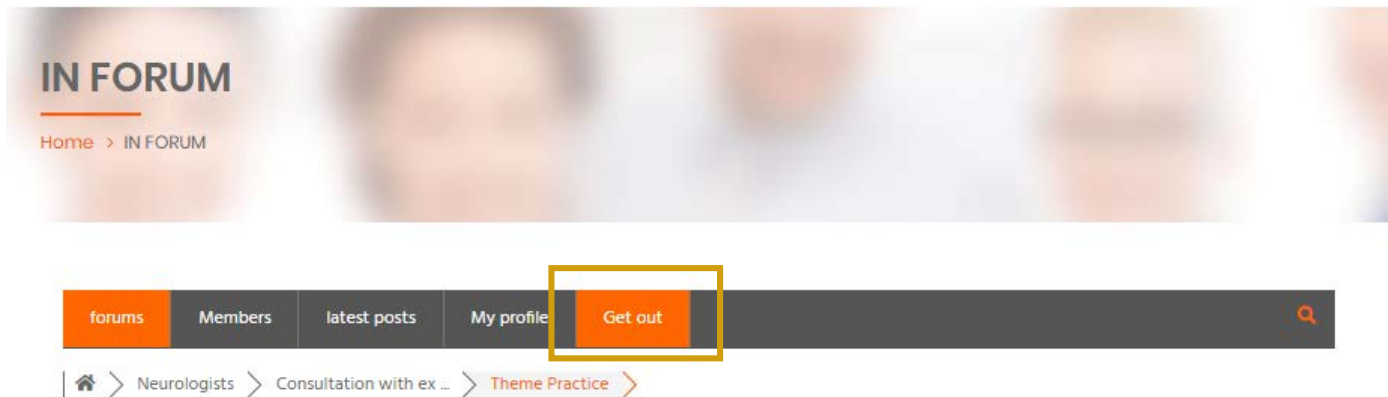 IN FORUM
Home > IN FORUM
forums Members latest posts My profile Get out
Neurologists > Consultation with ex ... > Theme Practice >